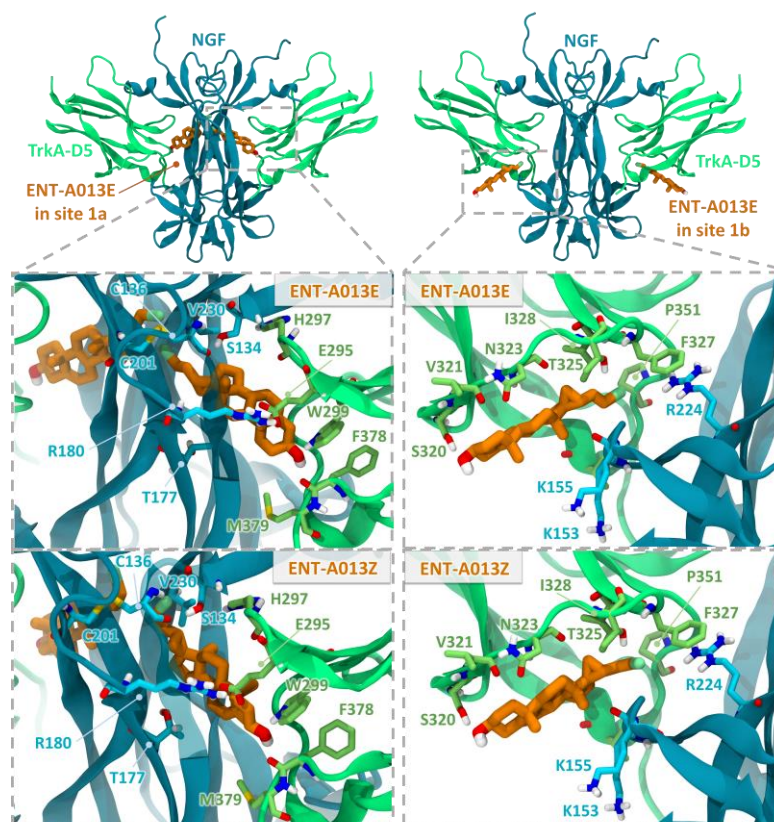 NGF
TrkA-D5
ENT-A013E
in site 1a
NGF
TrkA-D5
ENT-A013E
in site 1b
ENT-A013E
C136
V230
H297
C201
S134
E295
W299
R180
F378
T177
M379
ENT-A013E
P351
I328
F327
N323
T325
V321
R224
S320
K155
K153
ENT-A013Z
C136
V230
H297
S134
C201
E295
W299
F378
R180
T177
M379
ENT-A013Z
P351
I328
F327
N323
T325
V321
R224
S320
K155
K153